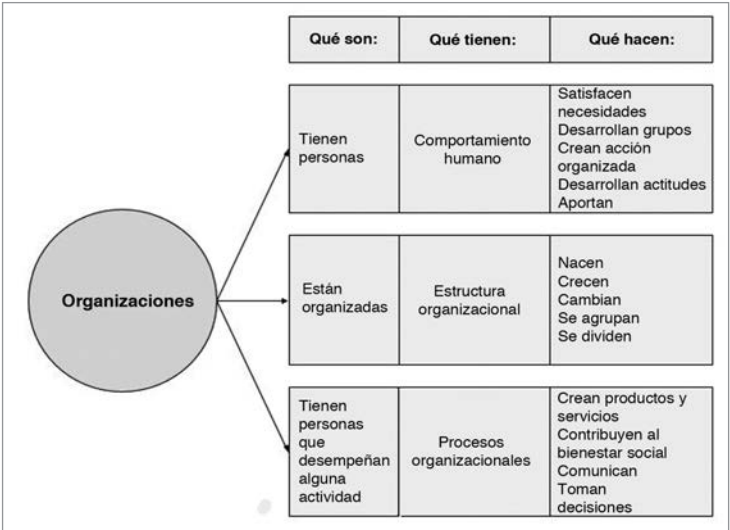 Qué son:
Qué tienen:
Qué hacen:
Organizaciones
Tienen
personas
Comportamiento
humano
Satisfacen
necesidades
Desarrollan grupos
Crean acción
organizada
Desarrollan actitudes
Aportan
Están
organizadas
Estructura
organizacional
Nacen
Crecen
Cambian
Se agrupan
Se dividen
Tienen
personas
que
desempeñan
alguna
actividad
Procesos
organizacionales
Crean productos y
servicios
Contribuyen al
bienestar social
Comunican
Toman
decisiones